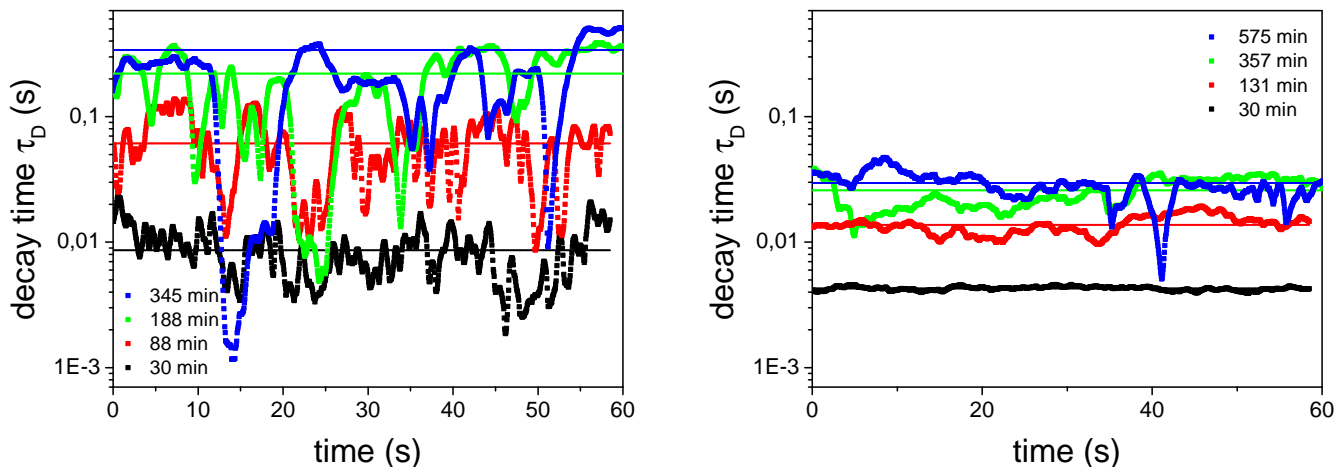 decay time τD (s)
0,1
0,01
1E-3
345 min
188 min
88 min
30 min
0 10 20 30 40 50 60
time (s)
decay time τD (s)
0,1
0,01
1E-3
575 min
357 min
131 min
30 min
0 20 40 60
time (s)